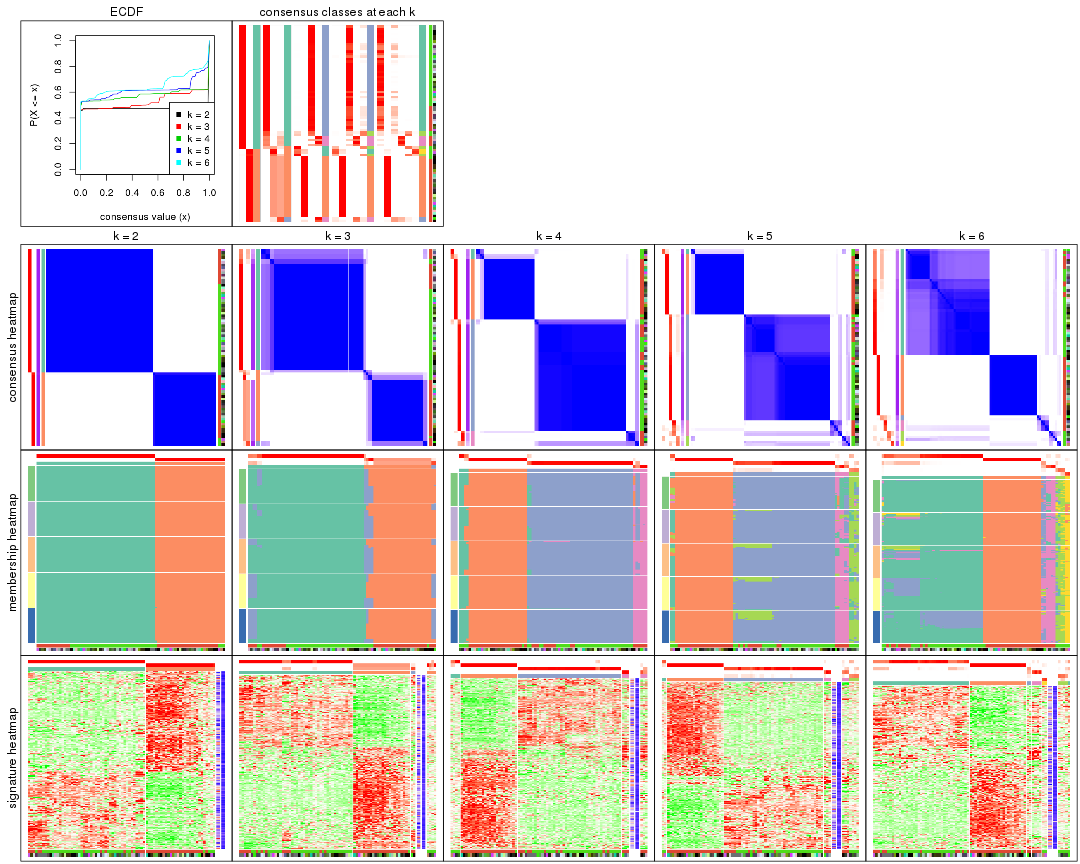 ECDF
consensus classes at each k
P(X <= x)
0.0 0.2 0.4 0.6 0.8 1.0
k = 2
k = 3
k = 4
k = 5
k = 6
0.0 0.2 0.4 0.6 0.8 1.0
consensus value (x)
k = 2
k = 3
k = 4
k = 5
k = 6
consensus heatmap
membership heatmap
signature heatmap